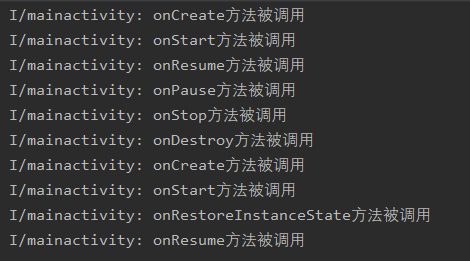 I/mainactivity: onCreate方法被调用
I/mainactivity: onStart方法被调用
I/mainactivity: onResume方法被调用
I/mainactivity: onPause方法被调用
I/mainactivity: onStop方法被调用
I/mainactivity: onDestroy方法被调用
I/mainactivity: onCreate方法被调用
I/mainactivity: onStart方法被调用
I/mainactivity: onRestoreInstanceState方法被调用
I/mainactivity: onResume方法被调用